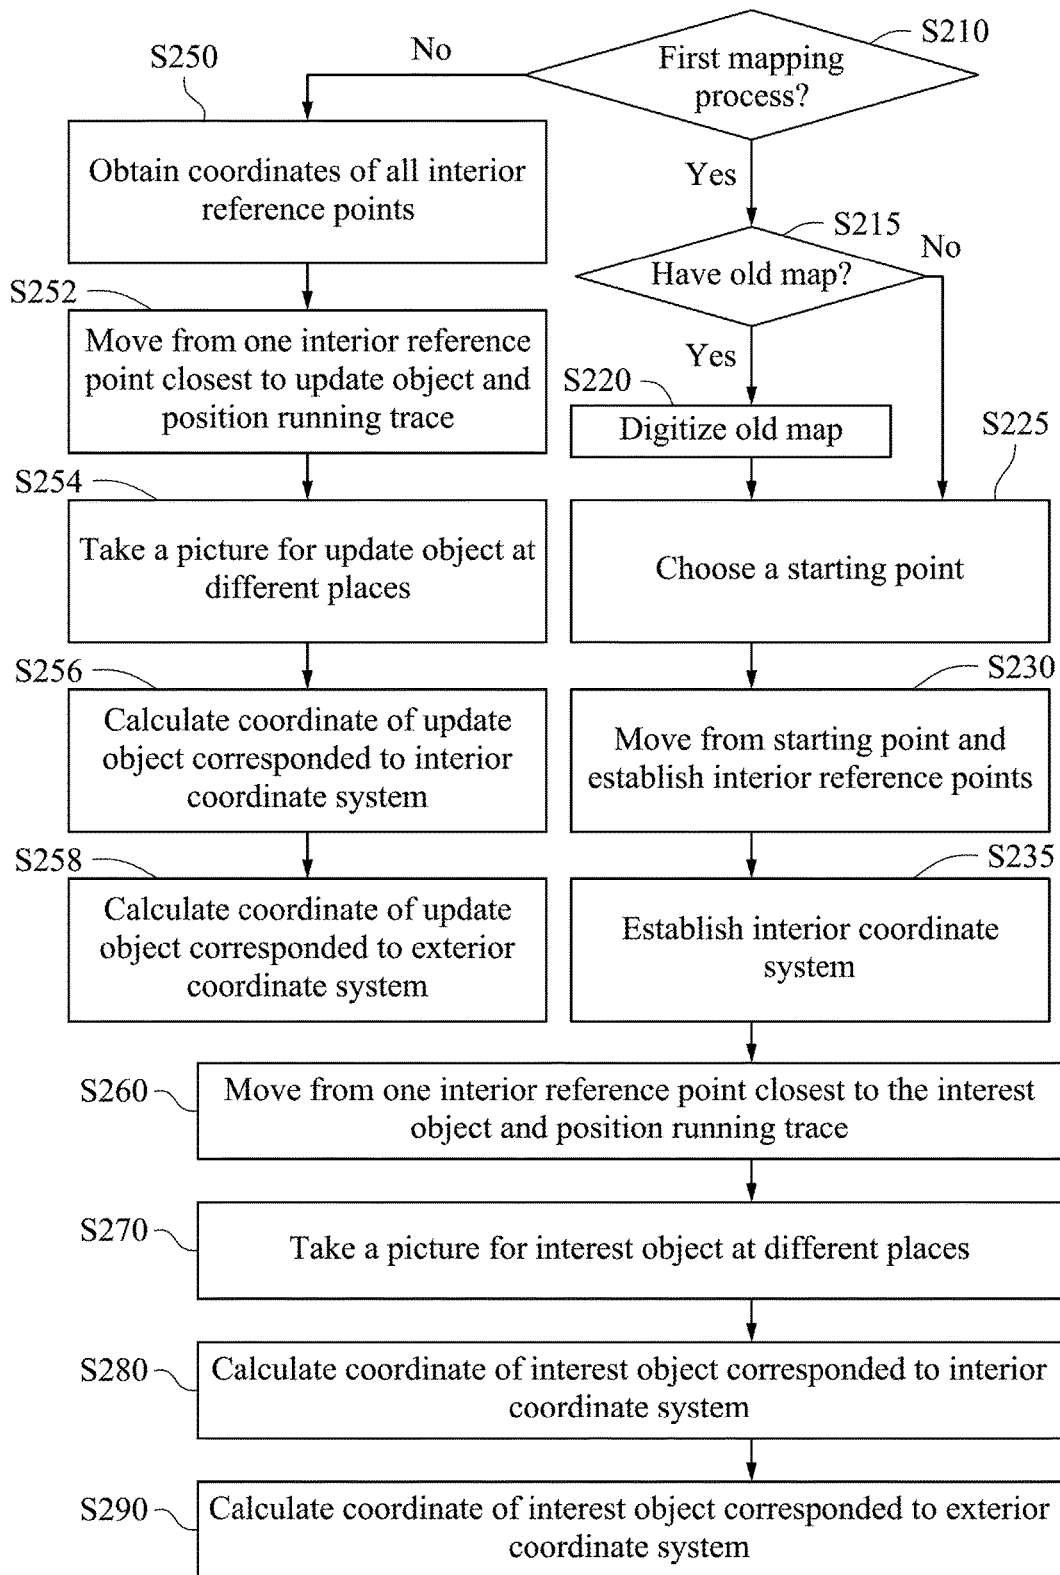 S210
First mapping
process?
No
Yes
S250
Obtain coordinates of all interior
reference points
S215
Have old map?
No
Yes
S252
Move from one interior reference
point closest to update object and
position running trace
S220
Digitize old map
S225
Choose a starting point
S254
Take a picture for update object at
different places
S256
Calculate coordinate of update
object corresponded to interior
coordinate system
S230
Move from starting point and
establish interior reference points
S258
Calculate coordinate of update
object corresponded to exterior
coordinate system
S235
Establish interior coordinate
system
S260
Move from one interior reference point closest to the interest
object and position running trace
S270
Take a picture for interest object at different places
S280
Calculate coordinate of interest object corresponded to interior
coordinate system
S290
Calculate coordinate of interest object corresponded to exterior
coordinate system